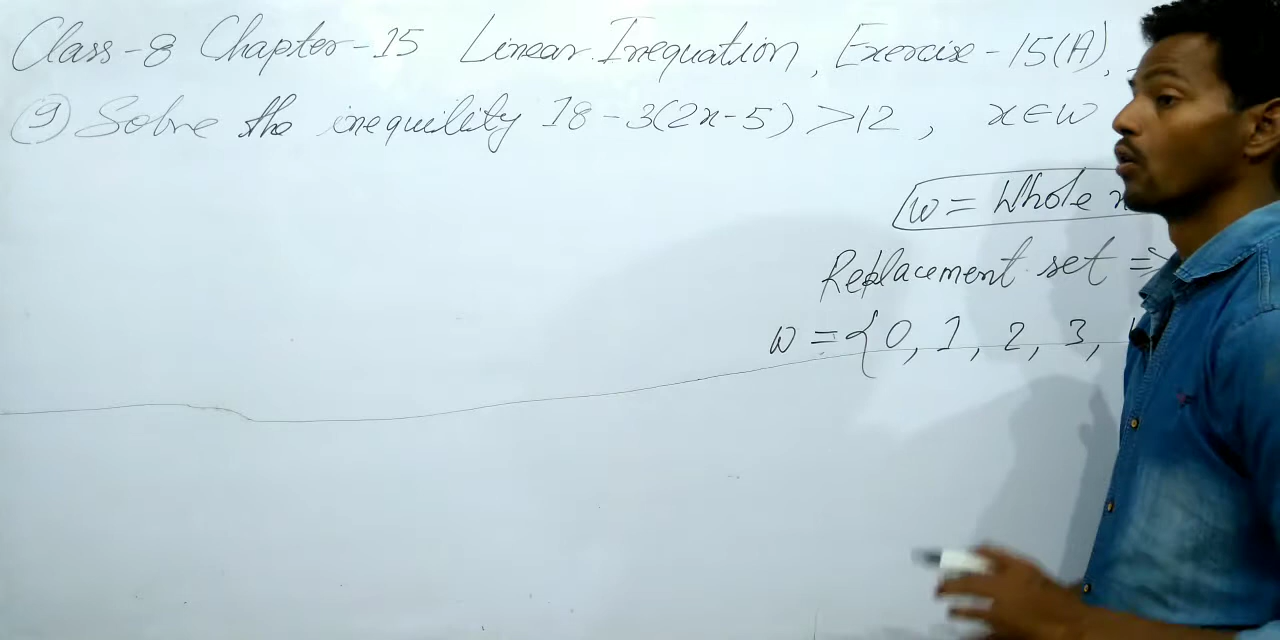 Class-8 Chapter-15 Linear Inequation, Exercise-15(A),
(9) Solve the inequility 18-3(2x-5) >12, x∈W
W = Whole
Replacement set ⇒
W = {0, 1, 2, 3,